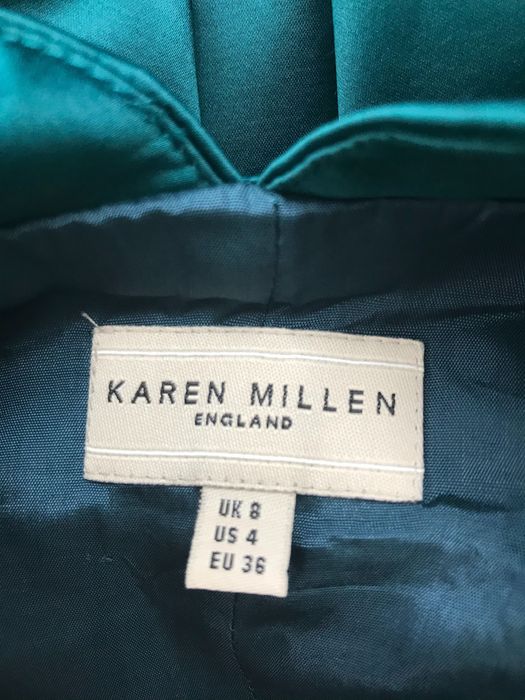 KAREN MILLEN
ENGLAND
UK 8
US 4
EU 36